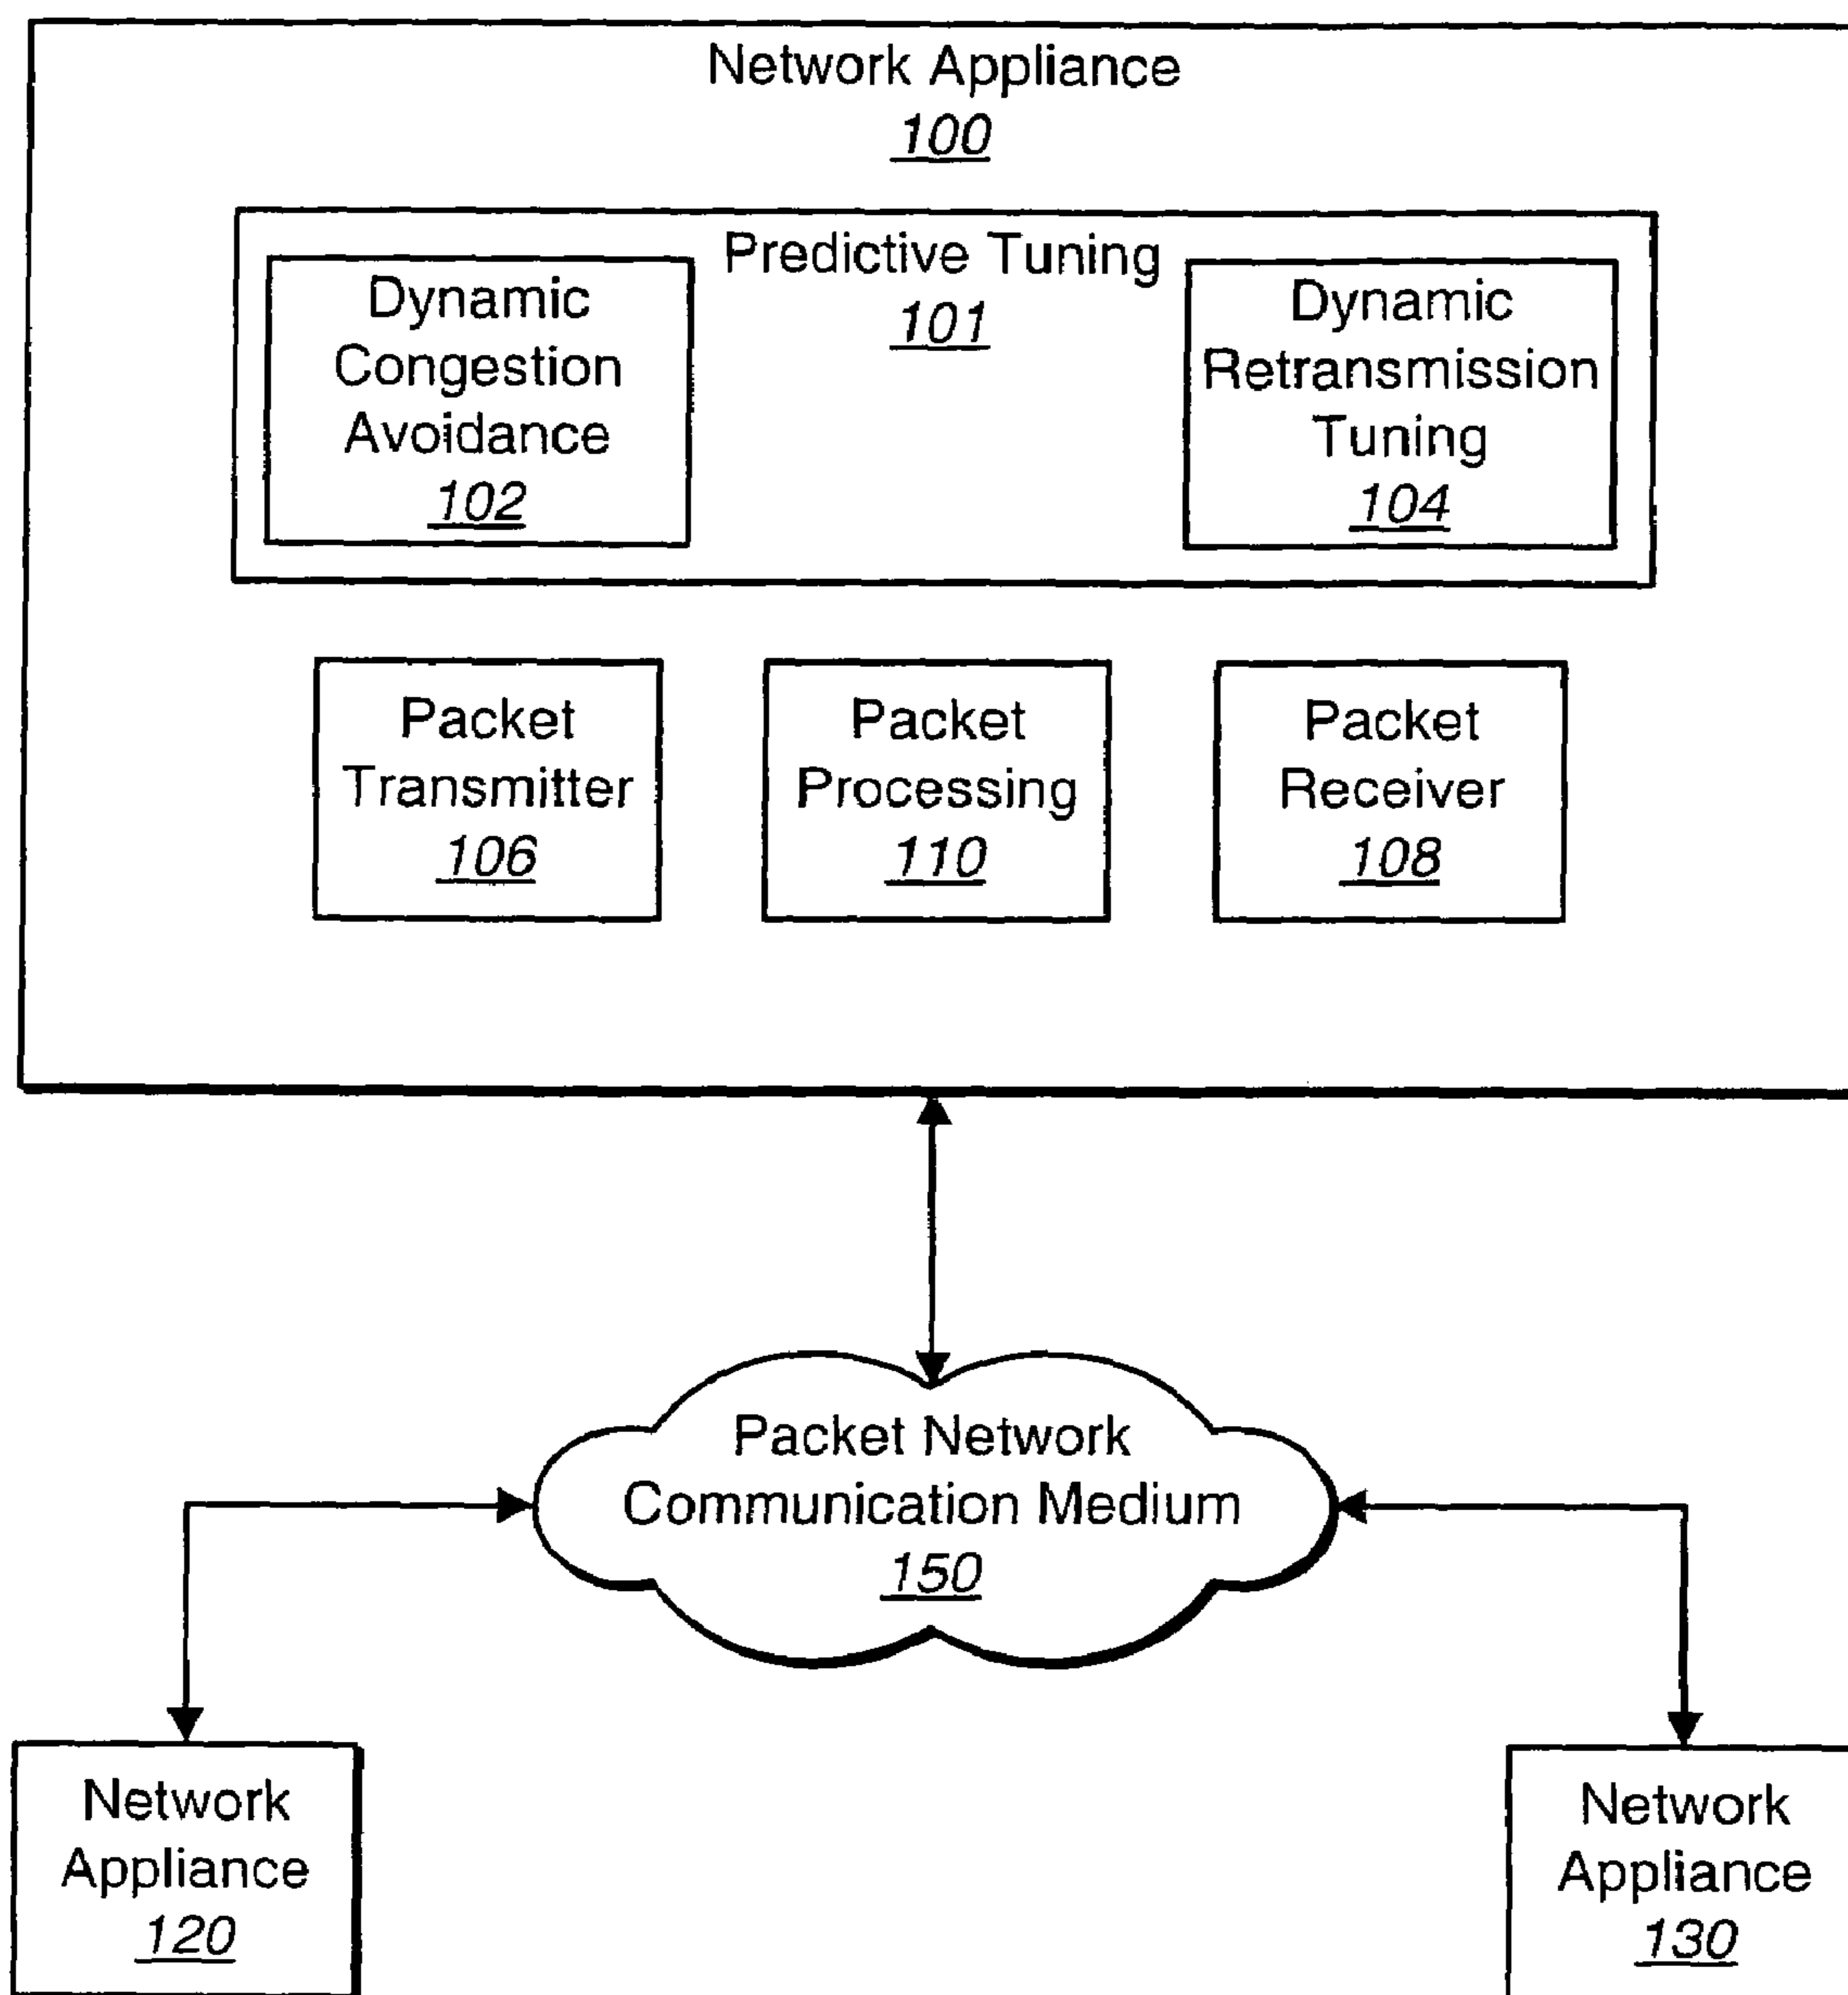 Network Appliance
100
Predictive Tuning
101
Dynamic
Congestion
Avoidance
102
Dynamic
Retransmission
Tuning
104
Packet
Transmitter
106
Packet
Processing
110
Packet
Receiver
108
Packet Network
Communication Medium
150
Network
Appliance
120
Network
Appliance
130